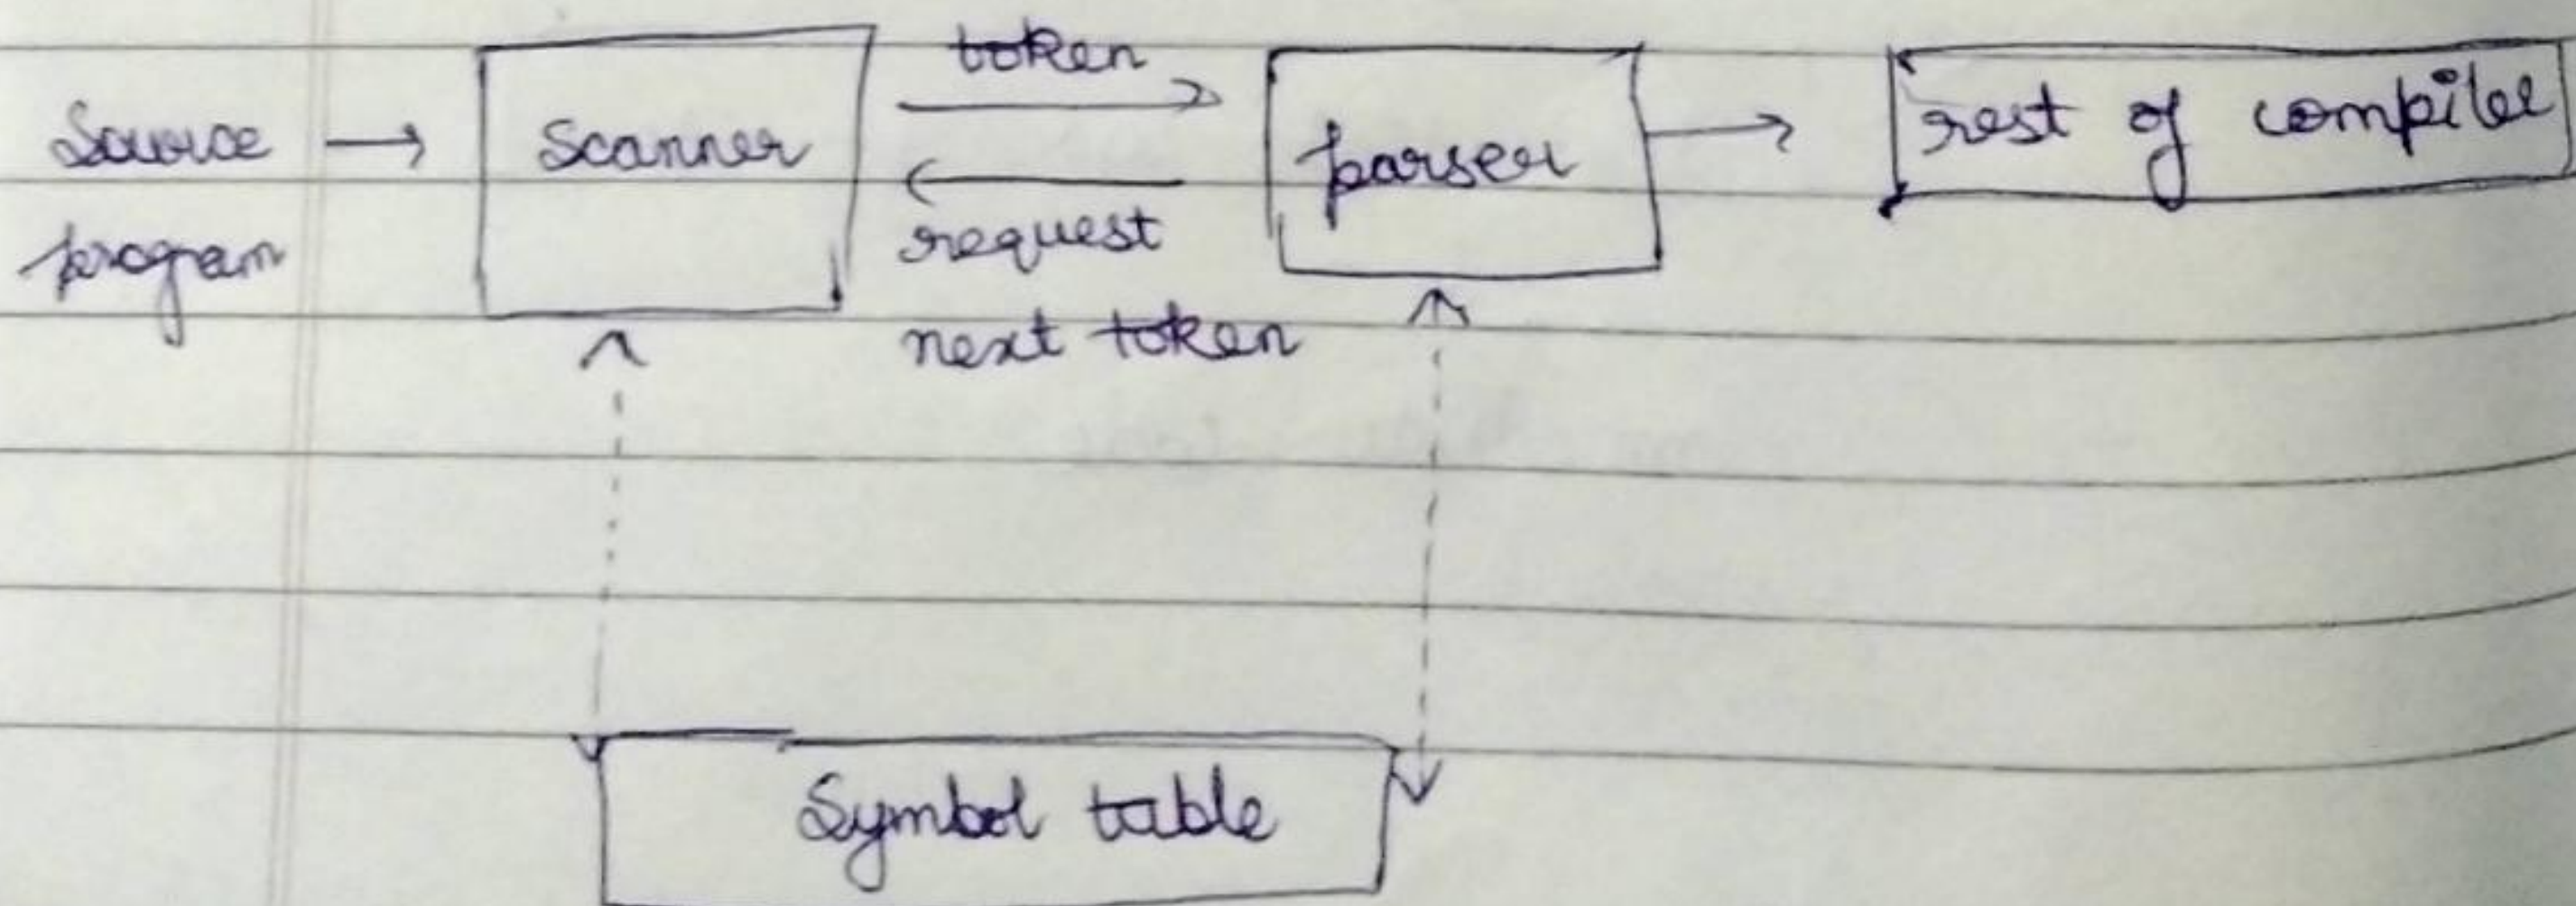 Source
program
Scanner
token
request
next token
parser
rest of compiler
Symbol table